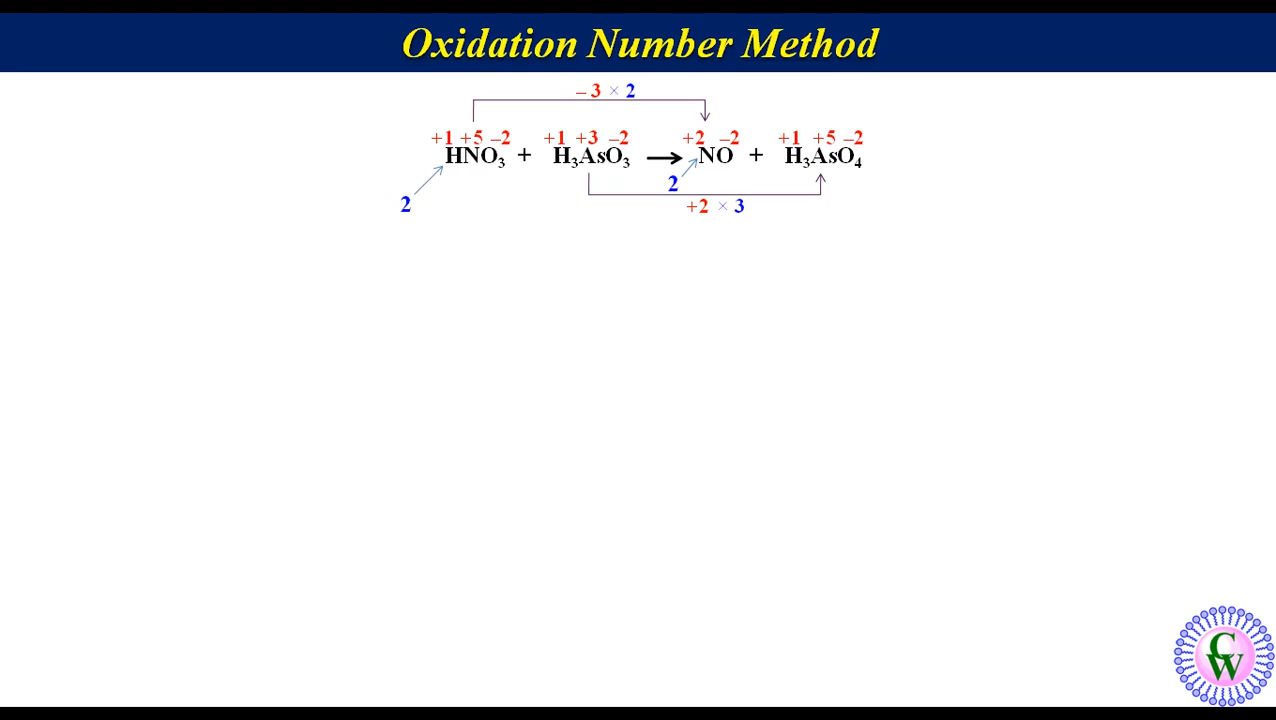 Oxidation Number Method
– 3 × 2
+1 +5 –2 +1 +3 –2 +2 –2 +1 +5 –2
HNO₃ + H₃AsO₃ → NO + H₃AsO₄
2
2
+2 × 3
CW